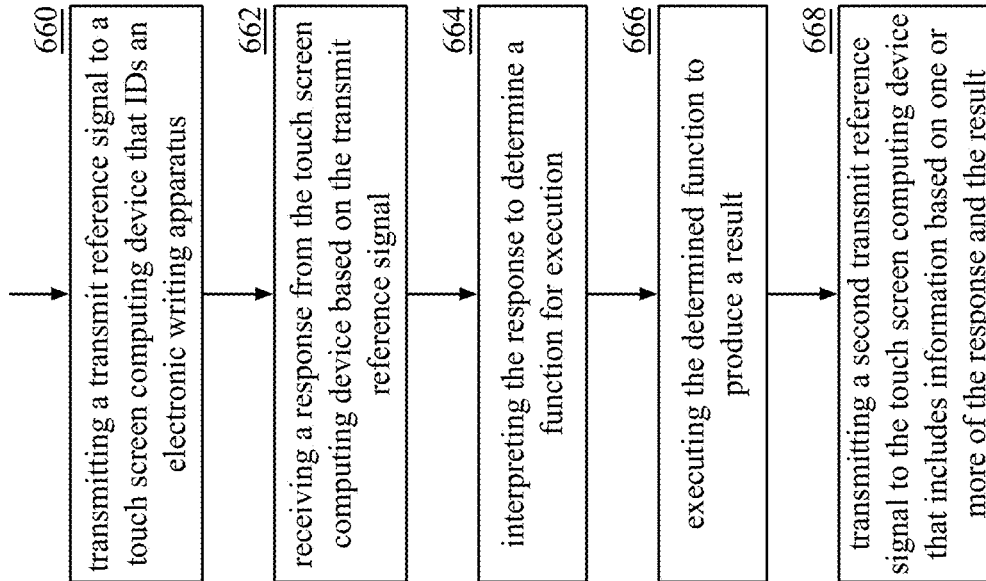 660
transmitting a transmit reference signal to a
touch screen computing device that IDs an
electronic writing apparatus
662
receiving a response from the touch screen
computing device based on the transmit
reference signal
664
interpreting the response to determine a
function for execution
666
executing the determined function to
produce a result
668
transmitting a second transmit reference
signal to the touch screen computing device
that includes information based on one or
more of the response and the result